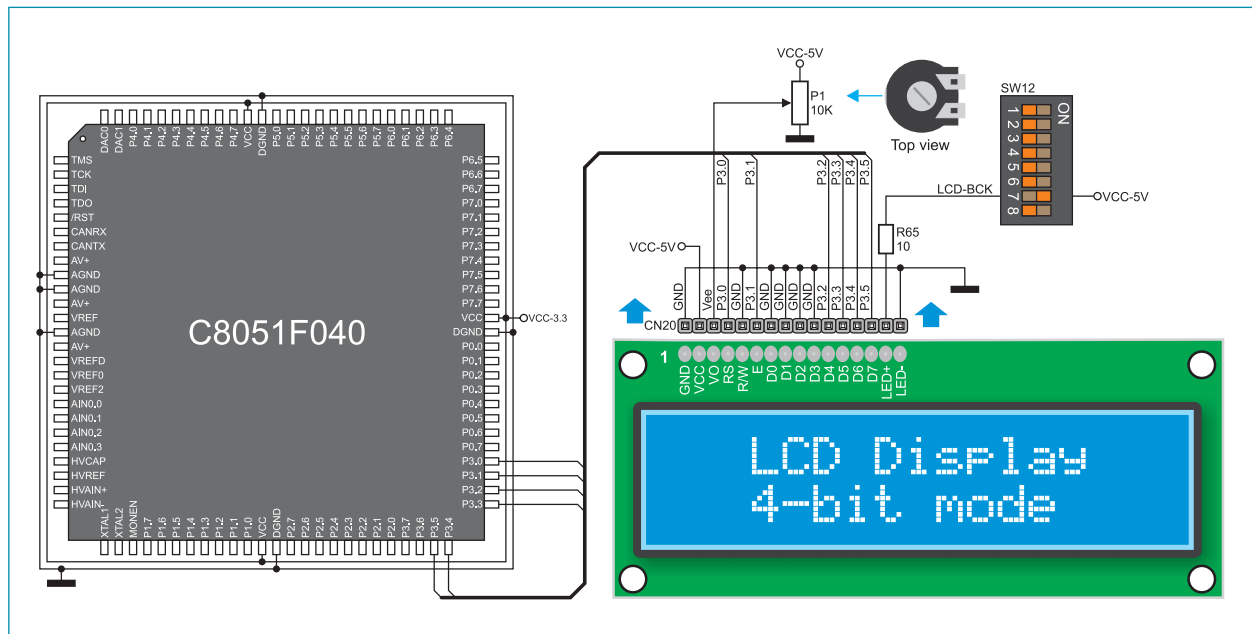 VCC-5V
P1
10K
Top view
SW12
ON
1
2
3
4
5
6
7
8
LCD-BCK
VCC-5V
R65
10
DAC0
DAC1
P4.0
P4.1
P4.2
P4.3
P4.4
P4.5
P4.6
P4.7
VCC
DGND
P5.0
P5.1
P5.2
P5.3
P5.4
P5.5
P5.6
P5.7
P6.0
P6.1
P6.2
P6.3
P6.4
TMS
TCK
TDI
TDO
/RST
CANRX
CANTX
AV+
AGND
AGND
AV+
VREF
AGND
AV+
VREFD
VREF0
VREF2
AIN0.0
AIN0.1
AIN0.2
AIN0.3
HVCAP
HVREF
HVAIN+
HVAIN-
C8051F040
P6.5
P6.6
P6.7
P7.0
P7.1
P7.2
P7.3
P7.4
P7.5
P7.6
P7.7
VCC
DGND
P0.0
P0.1
P0.2
P0.3
P0.4
P0.5
P0.6
P0.7
P3.0
P3.1
P3.2
P3.3
VCC-3.3
XTAL1
XTAL2
MONEN
P1.7
P1.6
P1.5
P1.4
P1.3
P1.2
P1.1
P1.0
VCC
DGND
P2.7
P2.6
P2.5
P2.4
P2.3
P2.2
P2.1
P2.0
P3.7
P3.6
P3.5
P3.4
P3.0
P3.1
P3.2
P3.3
P3.4
P3.5
VCC-5V
GND
Vee
P3.0
GND
P3.1
GND
GND
GND
GND
P3.2
P3.3
P3.4
P3.5
CN20
1
GND
VCC
VO
RS
R/W
E
D0
D1
D2
D3
D4
D5
D6
D7
LED+
LED-
LCD Display
4-bit mode